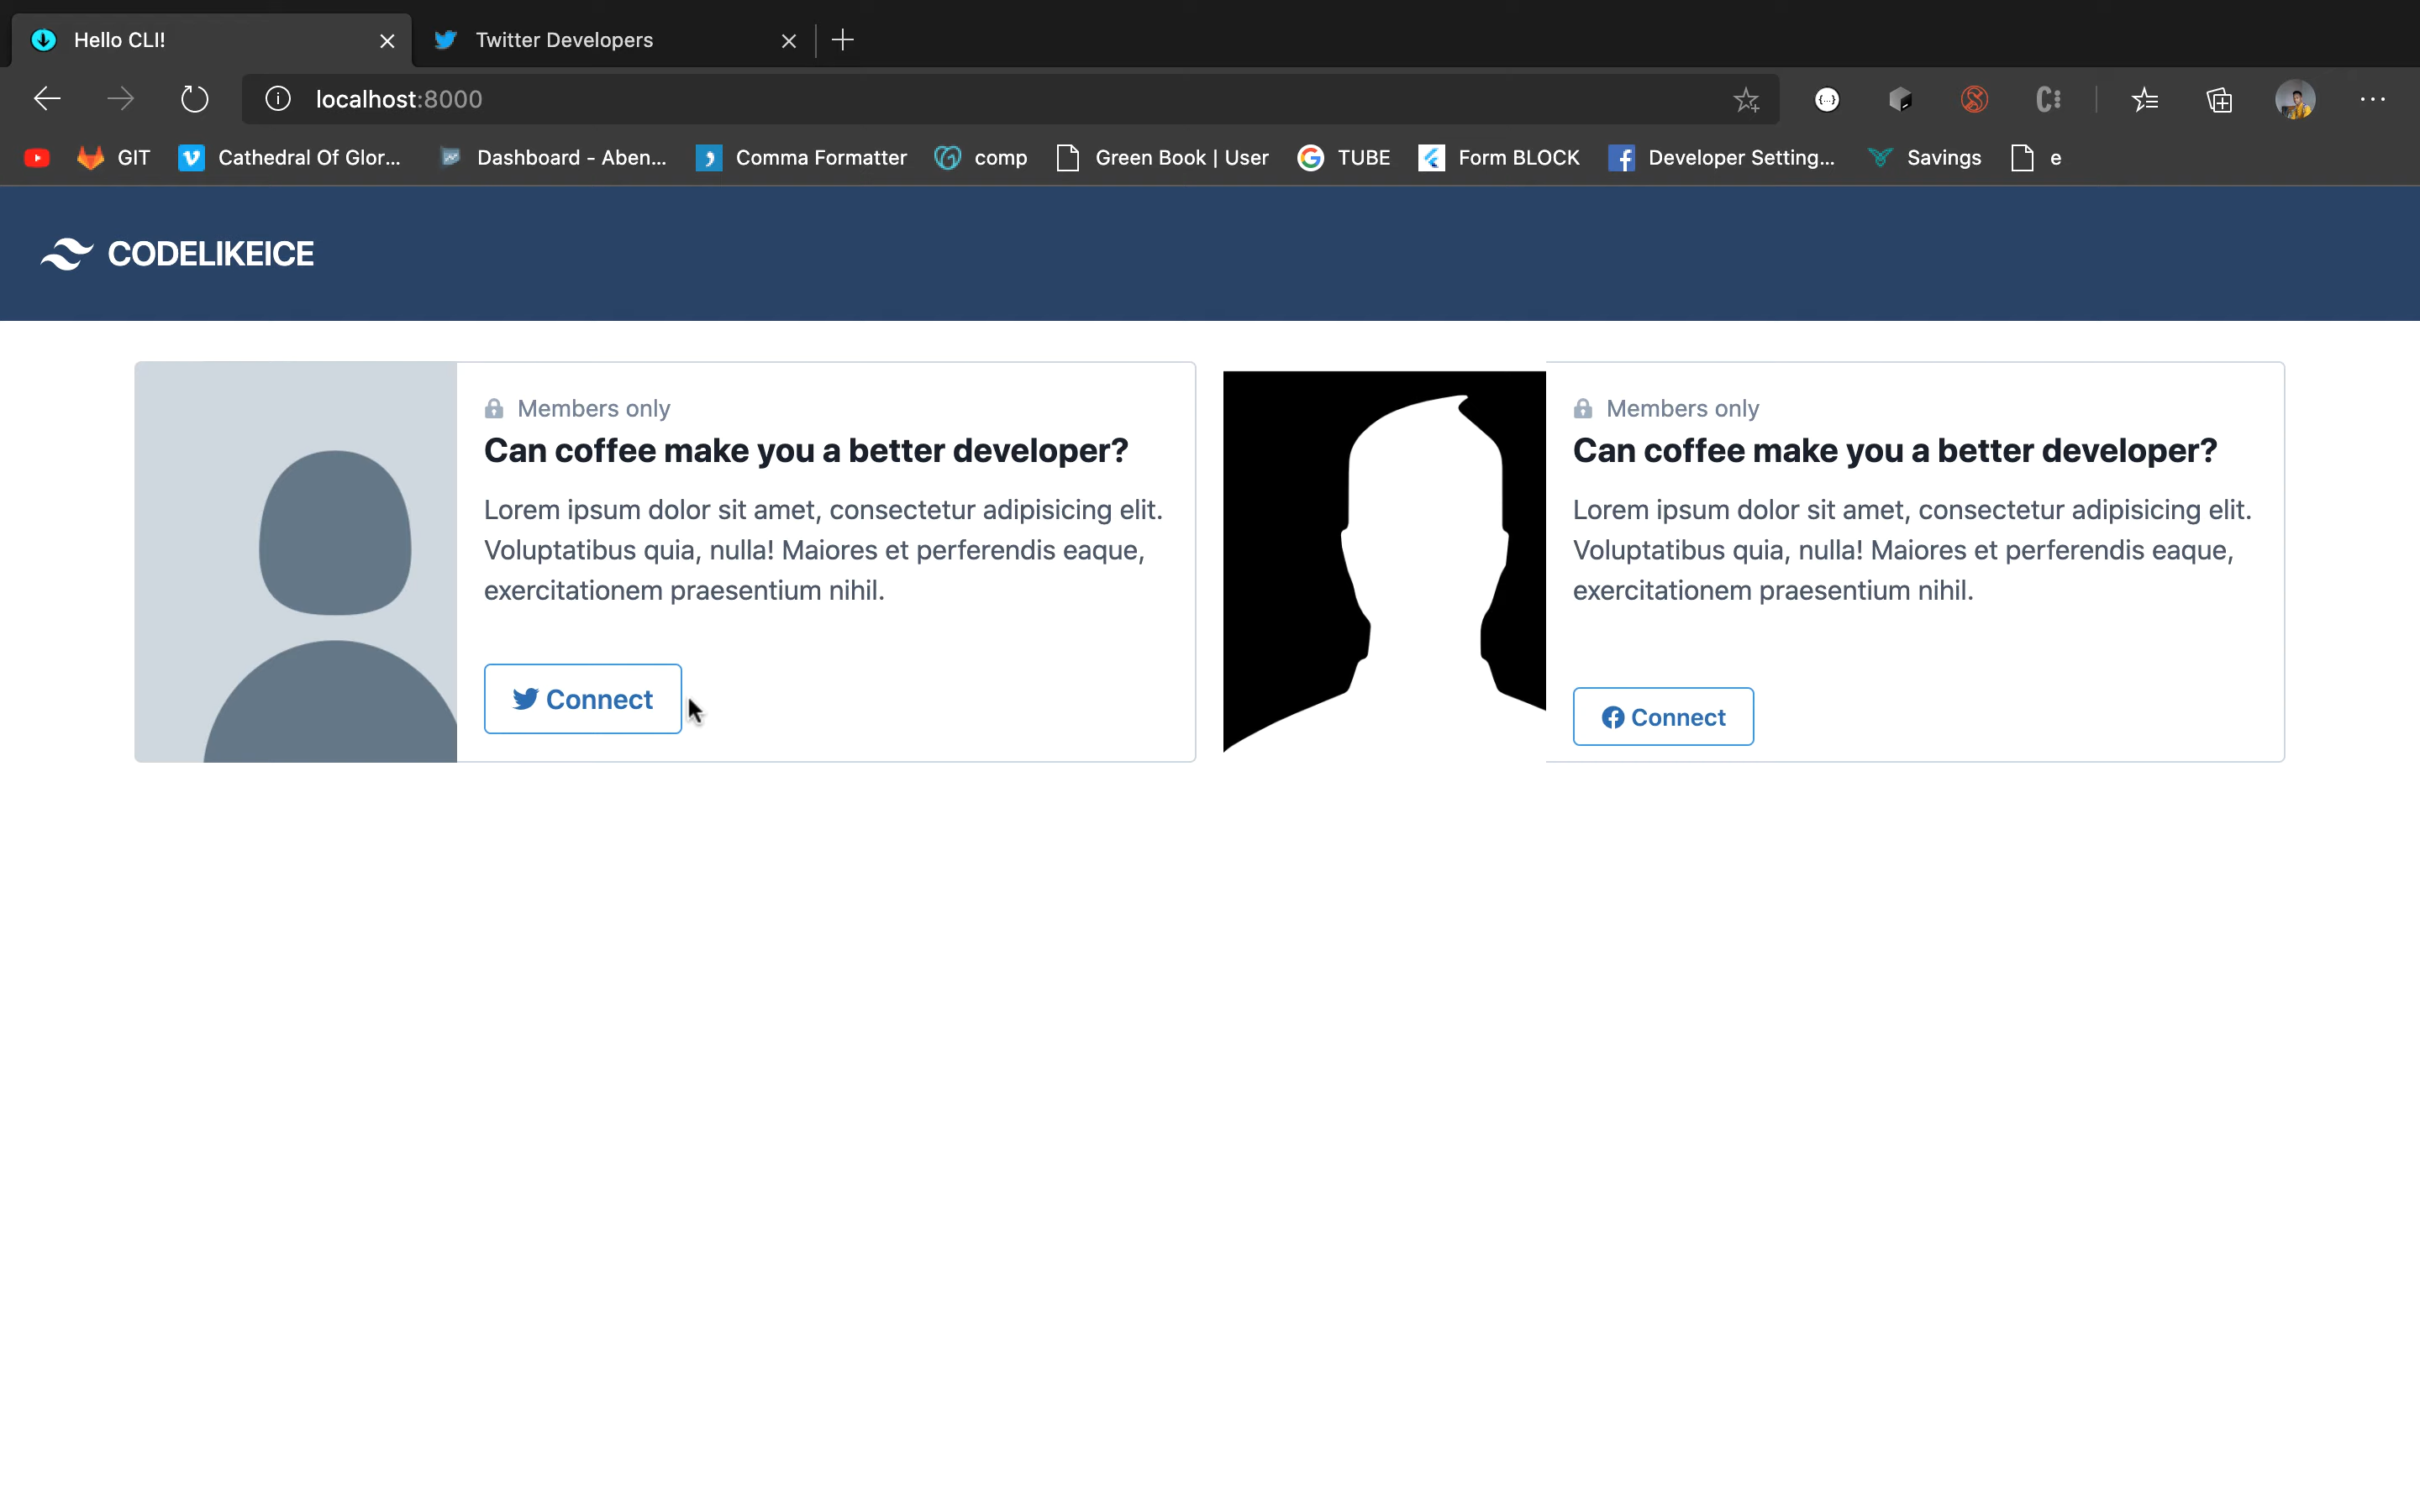 Hello CLI!
Twitter Developers
localhost:8000
GIT
Cathedral Of Glor...
Dashboard - Aben...
Comma Formatter
comp
Green Book | User
TUBE
Form BLOCK
Developer Setting...
Savings
e
CODELIKEICE
Members only
Can coffee make you a better developer?
Lorem ipsum dolor sit amet, consectetur adipisicing elit.
Voluptatibus quia, nulla! Maiores et perferendis eaque,
exercitationem praesentium nihil.
Connect
Members only
Can coffee make you a better developer?
Lorem ipsum dolor sit amet, consectetur adipisicing elit.
Voluptatibus quia, nulla! Maiores et perferendis eaque,
exercitationem praesentium nihil.
Connect